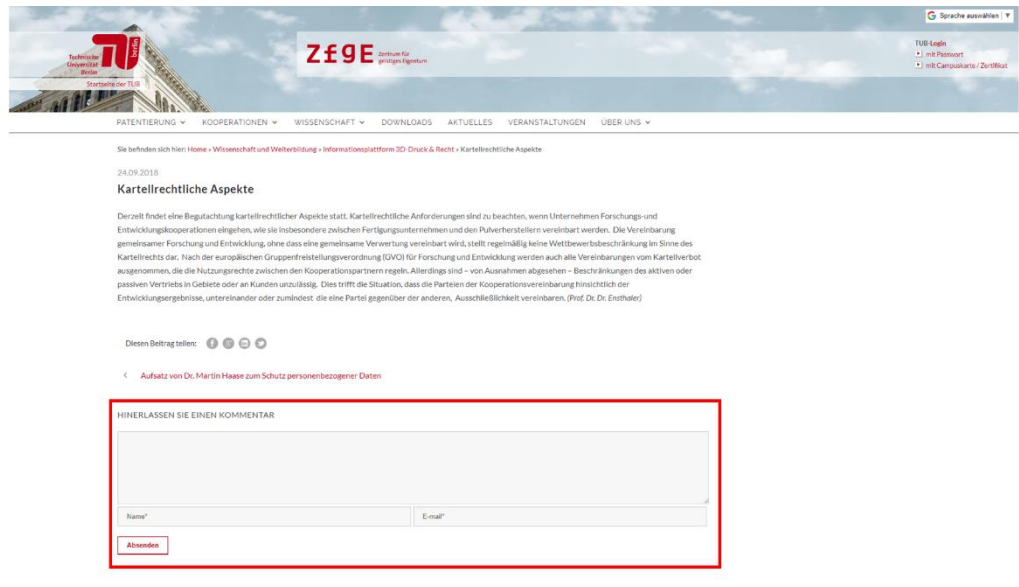 Sprache auswählen | ▼
Technische
Universität
Berlin
berlin
Startseite der TUB
ZfgE Zentrum für
geistiges Eigentum
TUB-Login
mit Passwort
mit Campuskarte / Zertifikat
PATENTIERUNG KOOPERATIONEN WISSENSCHAFT DOWNLOADS AKTUELLES VERANSTALTUNGEN ÜBER UNS
Sie befinden sich hier: Home » Wissenschaft und Weiterbildung » Informationsplattform 3D-Druck & Recht » Kartellrechtliche Aspekte
24.09.2018
Kartellrechtliche Aspekte
Derzeit findet eine Begutachtung kartellrechtlicher Aspekte statt. Kartellrechtliche Anforderungen sind zu beachten, wenn Unternehmen Forschungs-und
Entwicklungskooperationen eingehen, wie sie insbesondere zwischen Fertigungsunternehmen und den Pulverherstellern vereinbart werden. Die Vereinbarung
gemeinsamer Forschung und Entwicklung, ohne dass eine gemeinsame Verwertung vereinbart wird, stellt regelmäßig keine Wettbewerbsbeschränkung im Sinne des
Kartellrechts dar. Nach der europäischen Gruppenfreistellungsverordnung (GVO) für Forschung und Entwicklung werden auch alle Vereinbarungen vom Kartellverbot
ausgenommen, die die Nutzungsrechte zwischen den Kooperationspartnern regeln. Allerdings sind – von Ausnahmen abgesehen – Beschränkungen des aktiven oder
passiven Vertriebs in Gebiete oder an Kunden unzulässig. Dies trifft die Situation, dass die Parteien der Kooperationsvereinbarung hinsichtlich der
Entwicklungsergebnisse, untereinander oder zumindest die eine Partei gegenüber der anderen, Ausschließlichkeit vereinbaren. (Prof. Dr. Dr. Ensthaler)
Diesen Beitrag teilen:
Aufsatz von Dr. Martin Haase zum Schutz personenbezogener Daten
HINERLASSEN SIE EINEN KOMMENTAR
Name* E-mail*
Absenden